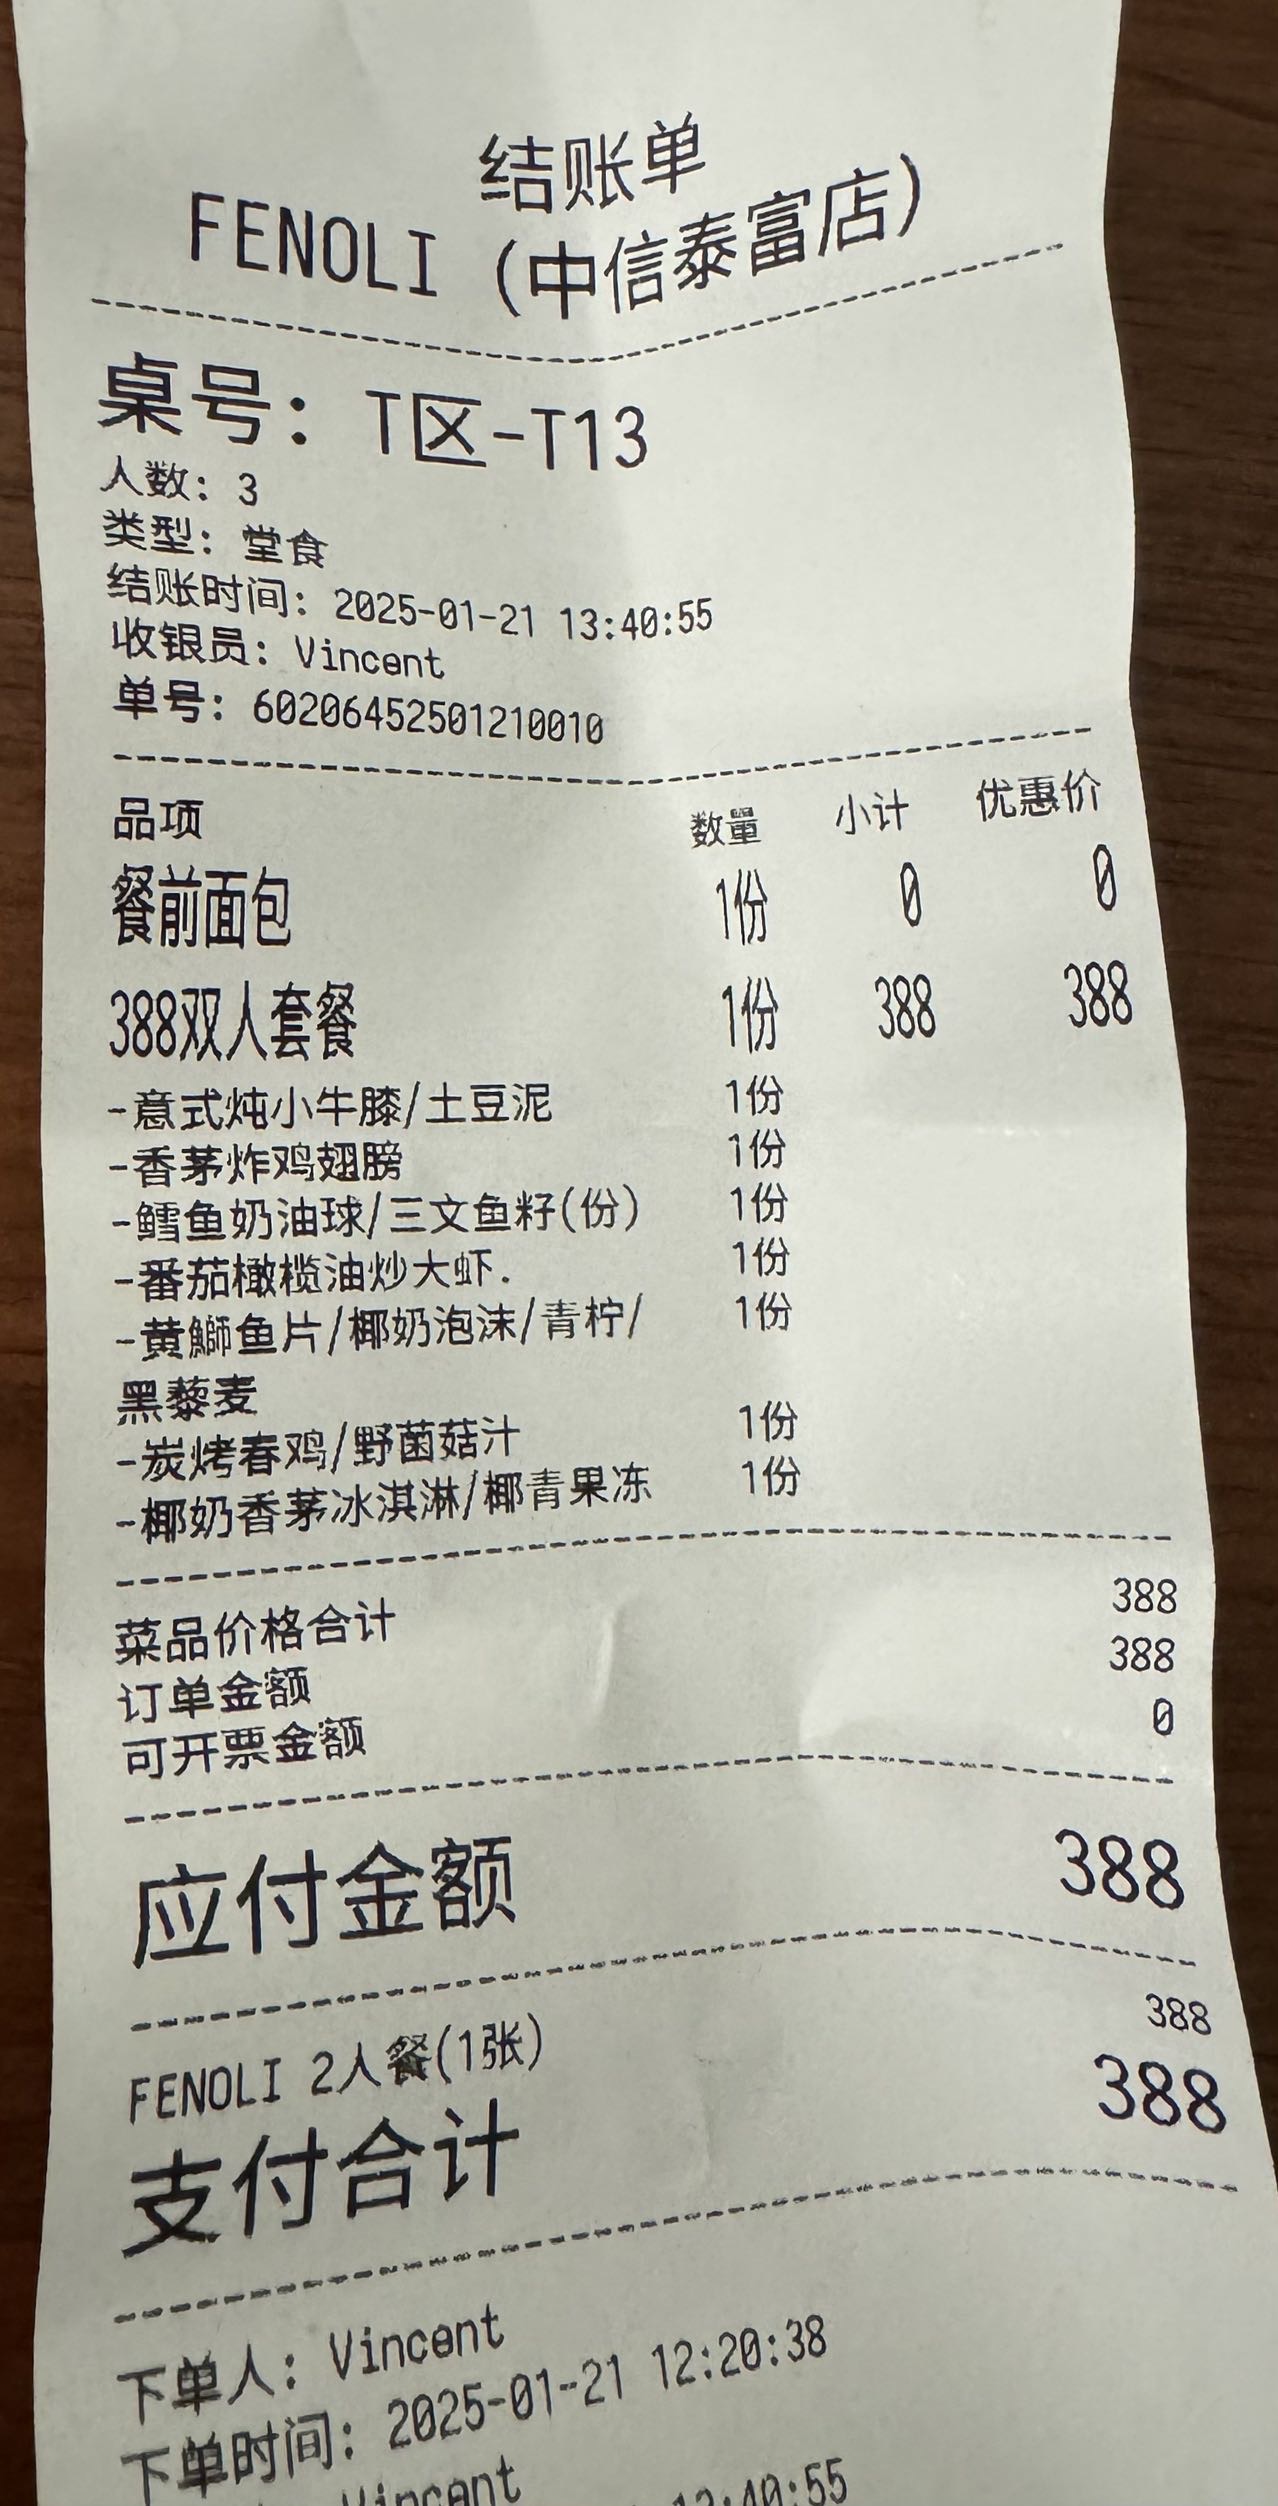 结账单
FENOLI (中信泰富店)
桌号: T区-T13
人数: 3
类型: 堂食
结账时间: 2025-01-21 13:40:55
收银员: Vincent
单号: 60206452501210010
品项 数量 小计 优惠价
餐前面包 1份 0 0
388双人套餐 1份 388 388
-意式炖小牛膝/土豆泥 1份
-香茅炸鸡翅膀 1份
-鳕鱼奶油球/三文鱼籽(份) 1份
-番茄橄榄油炒大虾. 1份
-黄鰤鱼片/椰奶泡沫/青柠/ 1份
黑藜麦
-炭烤春鸡/野菌菇汁 1份
-椰奶香茅冰淇淋/椰青果冻 1份
菜品价格合计 388
订单金额 388
可开票金额 0
应付金额 388
FENOLI 2人餐(1张) 388
支付合计 388
下单人: Vincent
下单时间: 2025-01-21 12:20:38
Vincent
13:40:55